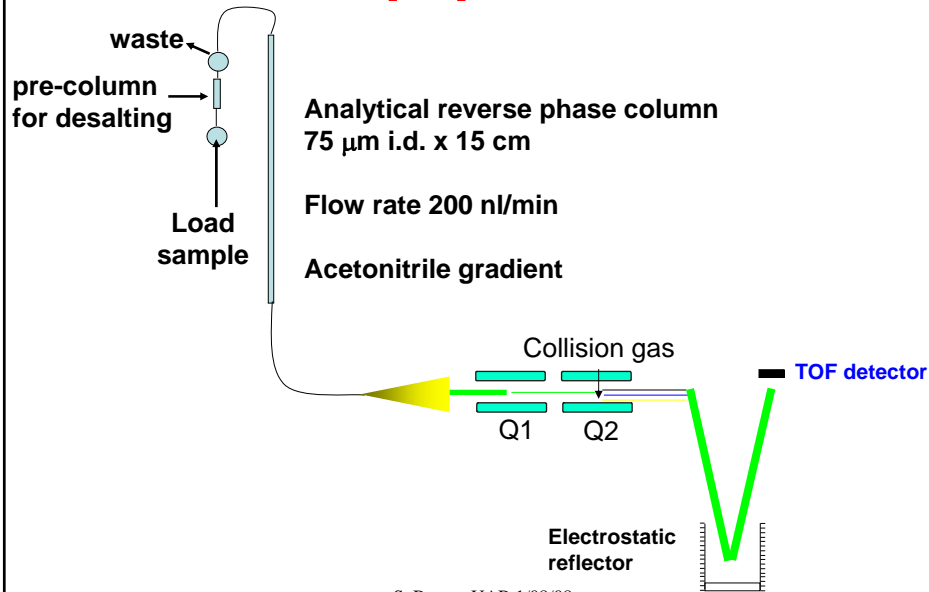 waste
pre-column
for desalting
Load
sample
Analytical reverse phase column
75 μm i.d. x 15 cm
Flow rate 200 nl/min
Acetonitrile gradient
Collision gas
Q1
Q2
TOF detector
Electrostatic
reflector